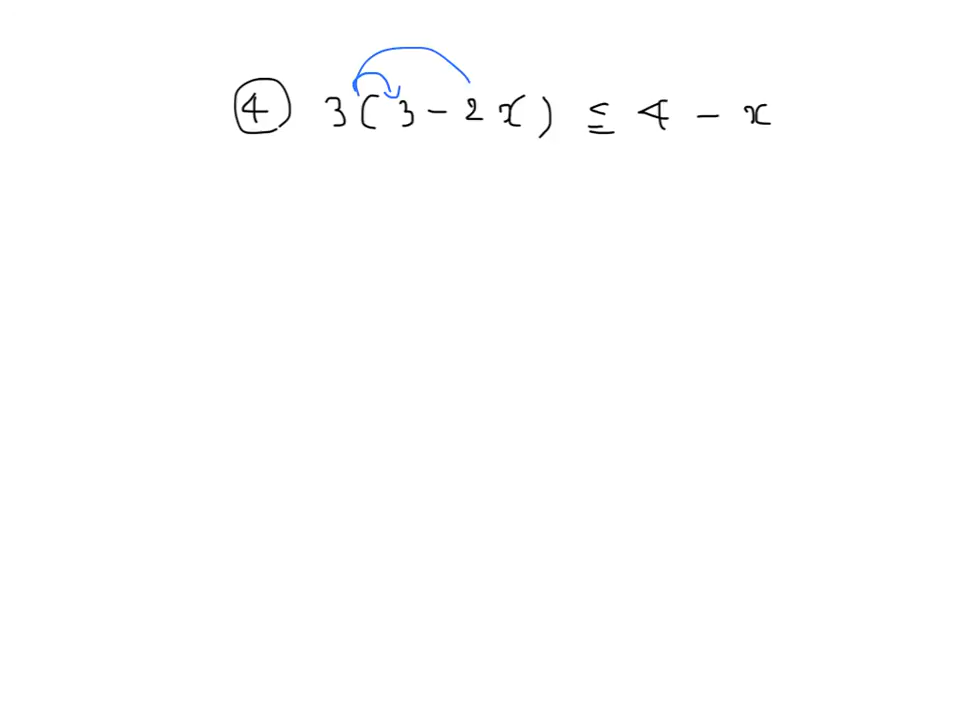 ④ 3(3-2x) ≦ 4-x